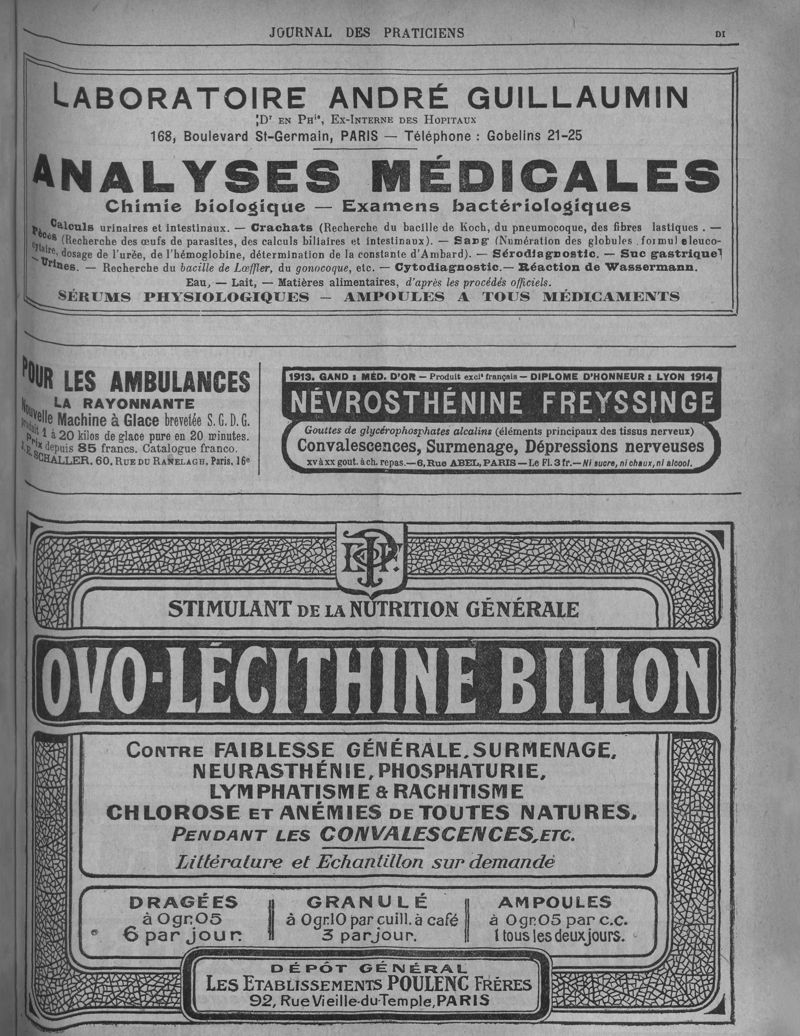 JOURNAL DES PRATICIENS DI
LABORATOIRE ANDRÉ GUILLAUMIN
Dr EN PHie, EX-INTERNE DES HOPITAUX
168, Boulevard St-Germain, PARIS — Téléphone : Gobelins 21-25
ANALYSES MÉDICALES
Chimie biologique — Examens bactériologiques
Calculs urinaires et intestinaux. — Crachats (Recherche du bacille de Koch, du pneumocoque, des fibres lastiques . —
Fèces (Recherche des œufs de parasites, des calculs biliaires et intestinaux). — Sang (Numération des globules . formul eleuco-
cytaire, dosage de l'urée, de l'hémoglobine, détermination de la constante d'Ambard). — Sérodiagnostic. — Suc gastrique
— Urines. — Recherche du bacille de Lœffler, du gonocoque, etc. — Cytodiagnostic.— Réaction de Wassermann.
Eau, — Lait, — Matières alimentaires, d'après les procédés officiels.
SÉRUMS PHYSIOLOGIQUES — AMPOULES A TOUS MÉDICAMENTS
POUR LES AMBULANCES
LA RAYONNANTE
Nouvelle Machine à Glace brevetée S. G. D. G.
produit 1 à 20 kilos de glace pure en 20 minutes.
Prix depuis 85 francs. Catalogue franco.
J. E. SCHALLER, 60, RUE DU RANELAGH, Paris, 16e
1913. GAND : MÉD. D'OR — Produit exclt français — DIPLOME D'HONNEUR : LYON 1914
NÉVROSTHÉNINE FREYSSINGE
Gouttes de glycérophosphates alcalins (éléments principaux des tissus nerveux)
Convalescences, Surmenage, Dépressions nerveuses
XV à XX gout. à ch. repas.—6, Rue ABEL, PARIS—Le Fl. 3 fr.—Ni sucre, ni chaux, ni alcool.
STIMULANT DE LA NUTRITION GÉNÉRALE
OVO-LÉCITHINE BILLON
CONTRE FAIBLESSE GÉNÉRALE, SURMENAGE,
NEURASTHÉNIE, PHOSPHATURIE,
LYMPHATISME & RACHITISME
CHLOROSE ET ANÉMIES DE TOUTES NATURES,
PENDANT LES CONVALESCENCES, ETC.
Littérature et Echantillon sur demande
DRAGÉES
à 0gr.05
6 par jour.
GRANULÉ
à 0gr.10 par cuill. à café
3 par jour.
AMPOULES
à 0gr.05 par c.c.
1 tous les deux jours.
DÉPÔT GÉNÉRAL
LES ETABLISSEMENTS POULENC FRÈRES
92, Rue Vieille-du-Temple, PARIS